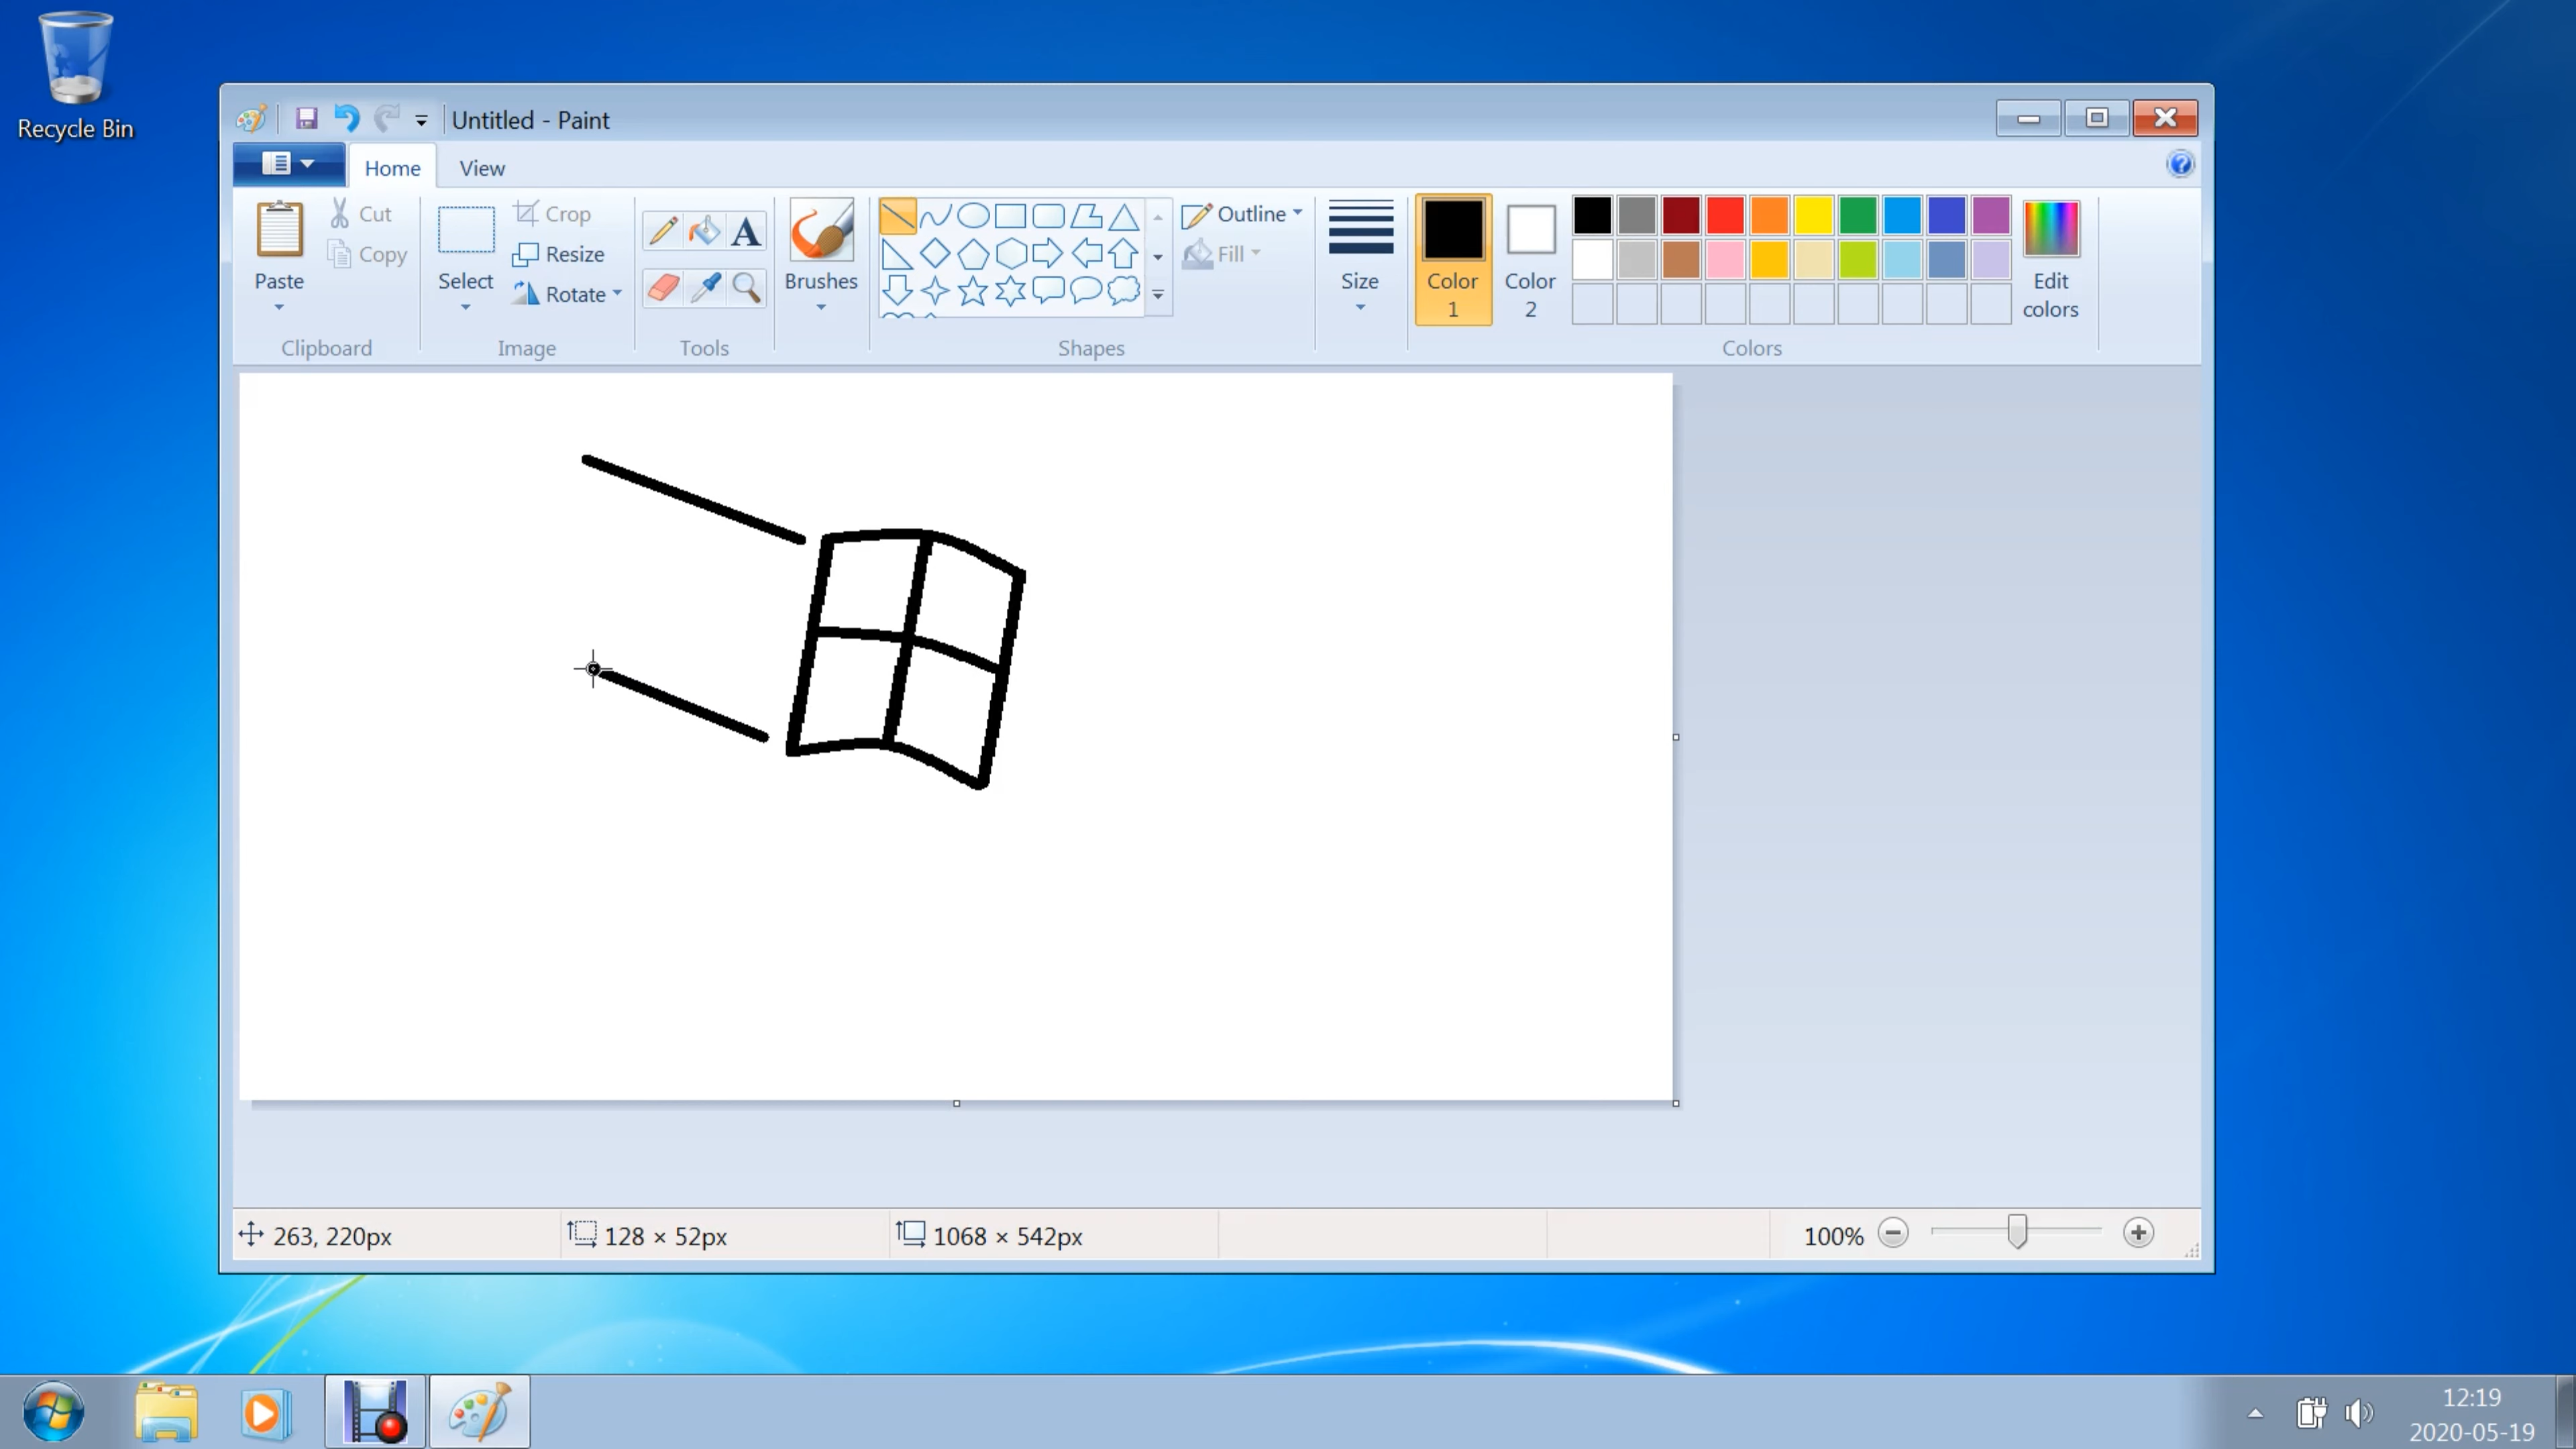 Recycle Bin
Untitled - Paint
Home
View
Paste
Cut
Copy
Clipboard
Select
Crop
Resize
Rotate
Image
A
Tools
Brushes
Shapes
Outline
Fill
Size
Color
1
Color
2
Edit
colors
Colors
263, 220px
128 × 52px
1068 × 542px
100%
12:19
2020-05-19